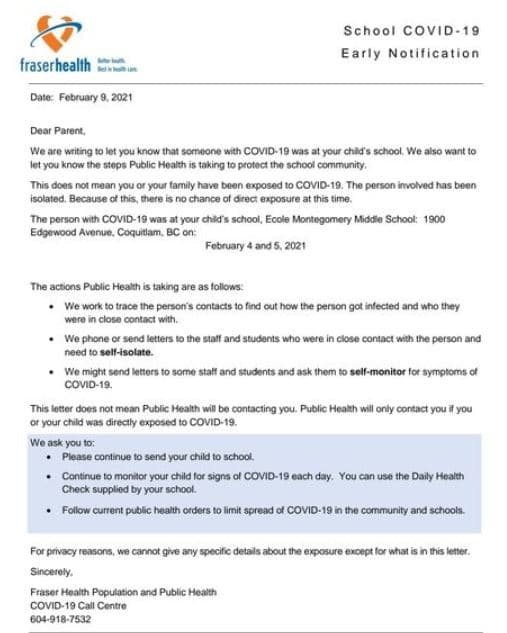 School COVID-19
Early Notification
fraserhealth
Better health.
Best in health care.
Date: February 9, 2021
Dear Parent,
We are writing to let you know that someone with COVID-19 was at your child's school. We also want to
let you know the steps Public Health is taking to protect the school community.
This does not mean you or your family have been exposed to COVID-19. The person involved has been
isolated. Because of this, there is no chance of direct exposure at this time.
The person with COVID-19 was at your child's school, Ecole Montegomery Middle School: 1900
Edgewood Avenue, Coquitlam, BC on:
February 4 and 5, 2021
The actions Public Health is taking are as follows:
• We work to trace the person's contacts to find out how the person got infected and who they
were in close contact with.
• We phone or send letters to the staff and students who were in close contact with the person and
need to self-isolate.
• We might send letters to some staff and students and ask them to self-monitor for symptoms of
COVID-19.
This letter does not mean Public Health will be contacting you. Public Health will only contact you if you
or your child was directly exposed to COVID-19.
We ask you to:
• Please continue to send your child to school.
• Continue to monitor your child for signs of COVID-19 each day. You can use the Daily Health
Check supplied by your school.
• Follow current public health orders to limit spread of COVID-19 in the community and schools.
For privacy reasons, we cannot give any specific details about the exposure except for what is in this letter.
Sincerely,
Fraser Health Population and Public Health
COVID-19 Call Centre
604-918-7532